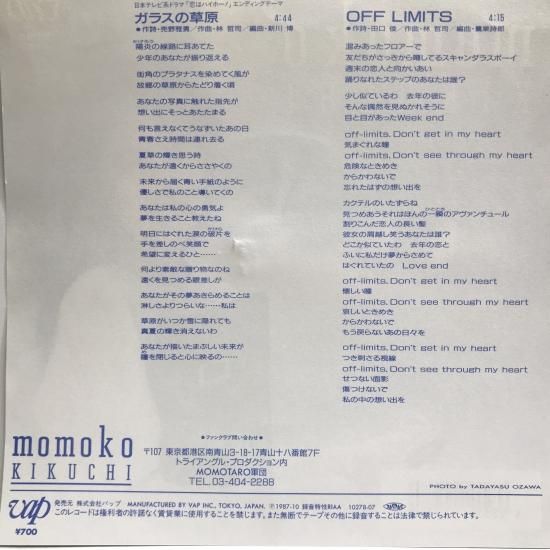 日本テレビ系ドラマ「恋はハイホー!」エンディングテーマ
ガラスの草原 4:44
●作詩・売野雅勇/作曲・林 哲司/編曲・新川 博
陽炎の線路に耳あてた
少年のあなたが振り返える
街角のプラタナスを染めてく風が
故郷の草原からたどり着く頃
あなたの写真に触れた指先が
想い出にそっとあたたまる
何も言えなくてうなずいたあの日
青春さえ時間は連れ去る
夏草の輝き思う時
あなたが遠くからささやくの
未来から届く青い手紙のように
優しさで私のこと導いてくの
あなたは私の心の勇気よ
夢を生きること教えたね
明日にはぐれた涙の破片を
手を差しのべ笑顔で
希望に変えるひと……
何より素敵な贈り物なのね
遠くを見つめる眼差しが
あなたがその夢あきらめることは
淋しさよりつらいな……私は
草原がいつか雪に隠れても
真夏の輝き消えないわ
あなたが描いたまぶしい未来が
瞳を閉じると心に映るの……
OFF LIMITS 4:15
●作詩・田口 俊/作曲・林 哲司/編曲・鷺巣詩郎
混みあったフロアーで
友だちがさっきから噂してるスキャンダラスボーイ
週末の恋人と向かいあい
踊りなれたステップのあなたは誰?
少し似ているわ 去年の彼に
そんな偶然を見ぬかれそうに
目と目があったWeek end
off-limits, Don't get in my heart
気まぐれな瞳
off-limits, Don't see through my heart
危険なときめき
からかわないで
忘れたはずの想い出を
カクテルのいたずらね
見つめあうそれはほんの一瞬のアヴァンチュール
割りこんだ恋人の長い髪
彼女の肩越し笑うあなたは誰?
どこか似ていたわ 去年の恋と
ふいに私だけ夢からさめて
はぐれていたの Love end
off-limits, Don't get in my heart
懐しい瞳
off-limits, Don't see through my heart
哀しいときめき
からかわないで
もう戻らないあの日々を
off-limits, Don't get in my heart
つき刺さる視線
off-limits, Don't see through my heart
せつない面影
傷つけないで
私の中の想い出を
momoko
KIKUCHI
●ファンクラブ問い合わせ●
〒107 東京都港区南青山3-18-17青山十八番館7F
トライアングル・プロダクション内
MOMOTARO軍団
TEL.03-404-2288
PHOTO by TADAYASU OZAWA
vap
¥700
発売元 株式会社バップ MANUFACTURED BY VAP INC., TOKYO, JAPAN. Ⓟ1987-10 録音特性RIAA 10278-07
このレコードは権利者の許諾なく賃貸業に使用することを禁じます。また無断でテープその他に録音することは法律で禁じられています。